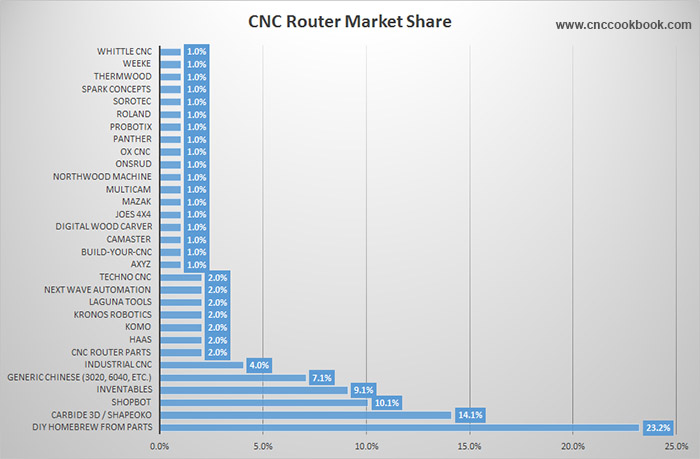 CNC Router Market Share
www.cnccookbook.com
WHITTLE CNC 1.0%
WEEKE 1.0%
THERMWOOD 1.0%
SPARK CONCEPTS 1.0%
SOROTEC 1.0%
ROLAND 1.0%
PROBOTIX 1.0%
PANTHER 1.0%
OX CNC 1.0%
ONSRUD 1.0%
NORTHWOOD MACHINE 1.0%
MULTICAM 1.0%
MAZAK 1.0%
JOES 4X4 1.0%
DIGITAL WOOD CARVER 1.0%
CAMASTER 1.0%
BUILD-YOUR-CNC 1.0%
AXYZ 1.0%
TECHNO CNC 2.0%
NEXT WAVE AUTOMATION 2.0%
LAGUNA TOOLS 2.0%
KRONOS ROBOTICS 2.0%
KOMO 2.0%
HAAS 2.0%
CNC ROUTER PARTS 2.0%
INDUSTRIAL CNC 4.0%
GENERIC CHINESE (3020, 6040, ETC.) 7.1%
INVENTABLES 9.1%
SHOPBOT 10.1%
CARBIDE 3D / SHAPEOKO 14.1%
DIY HOMEBREW FROM PARTS 23.2%
0.0% 5.0% 10.0% 15.0% 20.0% 25.0%